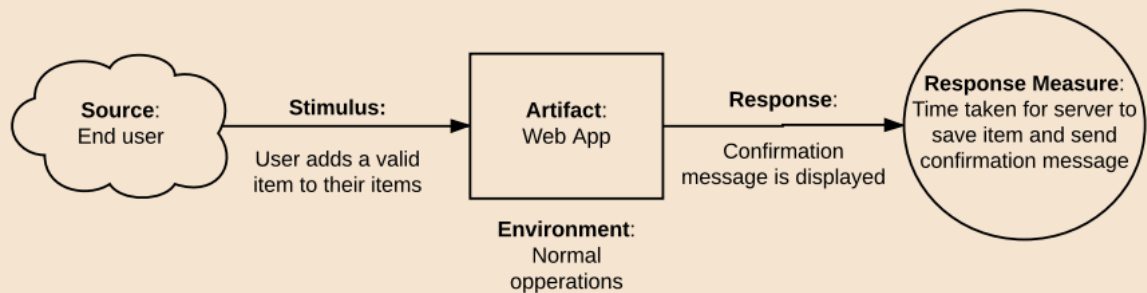 Source:
End user
Stimulus:
User adds a valid
item to their items
Artifact:
Web App
Environment:
Normal
opperations
Response:
Confirmation
message is displayed
Response Measure:
Time taken for server to
save item and send
confirmation message